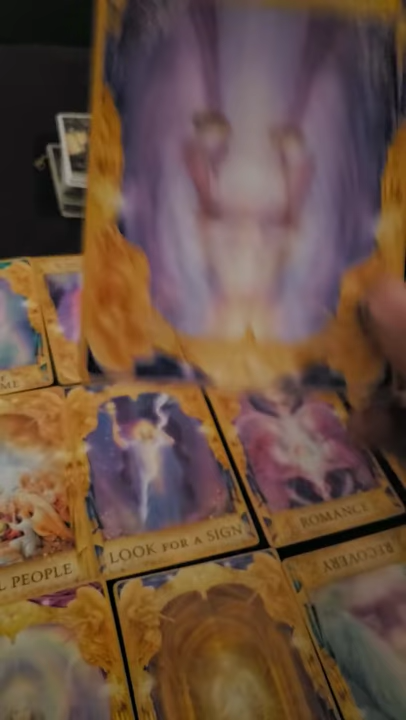 ME
L PEOPLE
LOOK FOR A SIGN
ROMANCE
RECOVERY